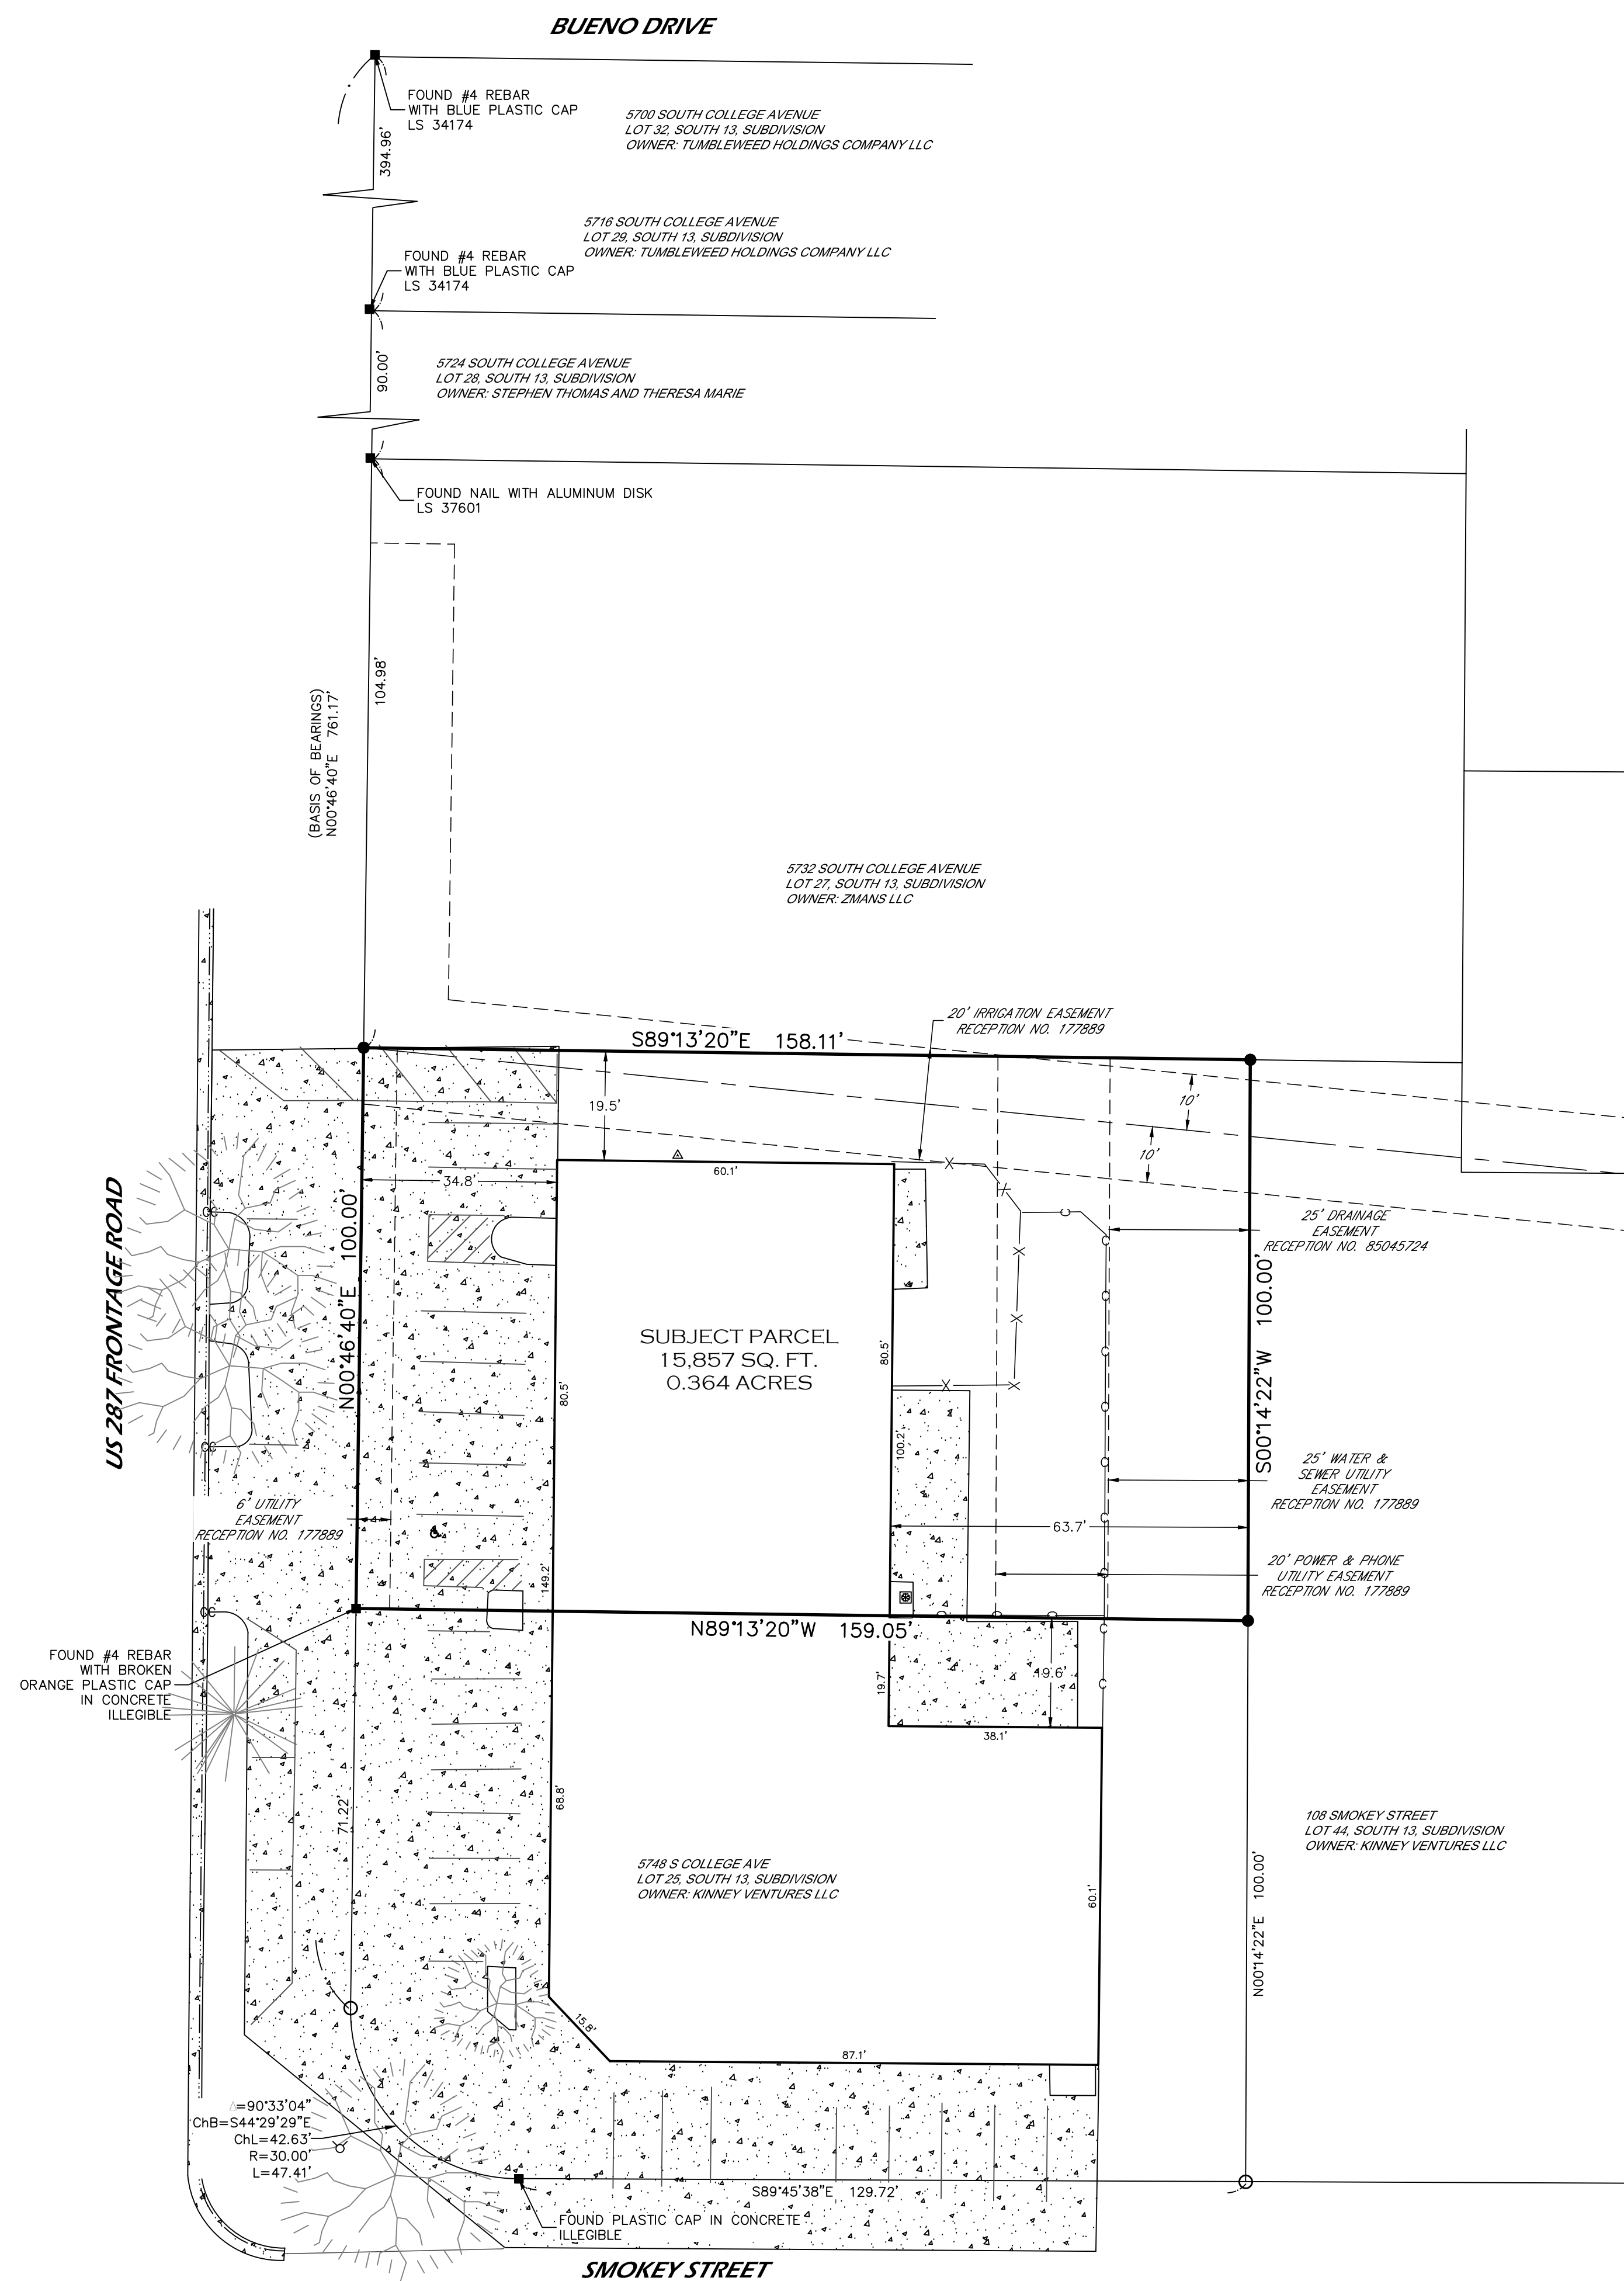 BUENO DRIVE
FOUND #4 REBAR
WITH BLUE PLASTIC CAP
LS 34174
5700 SOUTH COLLEGE AVENUE
LOT 32, SOUTH 13, SUBDIVISION
OWNER: TUMBLEWEED HOLDINGS COMPANY LLC
394.96'
5716 SOUTH COLLEGE AVENUE
LOT 29, SOUTH 13, SUBDIVISION
OWNER: TUMBLEWEED HOLDINGS COMPANY LLC
FOUND #4 REBAR
WITH BLUE PLASTIC CAP
LS 34174
90.00'
5724 SOUTH COLLEGE AVENUE
LOT 28, SOUTH 13, SUBDIVISION
OWNER: STEPHEN THOMAS AND THERESA MARIE
FOUND NAIL WITH ALUMINUM DISK
LS 37601
104.98'
(BASIS OF BEARINGS)
N00°46'40"E 761.17'
5732 SOUTH COLLEGE AVENUE
LOT 27, SOUTH 13, SUBDIVISION
OWNER: ZMANS LLC
20' IRRIGATION EASEMENT
RECEPTION NO. 177889
S89°13'20"E 158.11'
19.5'
10'
10'
60.1'
34.8'
US 287 FRONTAGE ROAD
N00°46'40"E 100.00'
25' DRAINAGE
EASEMENT
RECEPTION NO. 85045724
S00°14'22"W 100.00'
SUBJECT PARCEL
15,857 SQ. FT.
0.364 ACRES
80.5'
80.5'
100.2'
25' WATER &
SEWER UTILITY
EASEMENT
RECEPTION NO. 177889
6' UTILITY
EASEMENT
RECEPTION NO. 177889
63.7'
20' POWER & PHONE
UTILITY EASEMENT
RECEPTION NO. 177889
149.2'
N89°13'20"W 159.05'
FOUND #4 REBAR
WITH BROKEN
ORANGE PLASTIC CAP
IN CONCRETE
ILLEGIBLE
19.7'
19.6'
38.1'
71.22'
68.8'
108 SMOKEY STREET
LOT 44, SOUTH 13, SUBDIVISION
OWNER: KINNEY VENTURES LLC
5748 S COLLEGE AVE
LOT 25, SOUTH 13, SUBDIVISION
OWNER: KINNEY VENTURES LLC
60.1'
N00°14'22"E 100.00'
15.8'
87.1'
Δ=90°33'04"
ChB=S44°29'29"E
ChL=42.63'
R=30.00'
L=47.41'
S89°45'38"E 129.72'
FOUND PLASTIC CAP IN CONCRETE
ILLEGIBLE
SMOKEY STREET